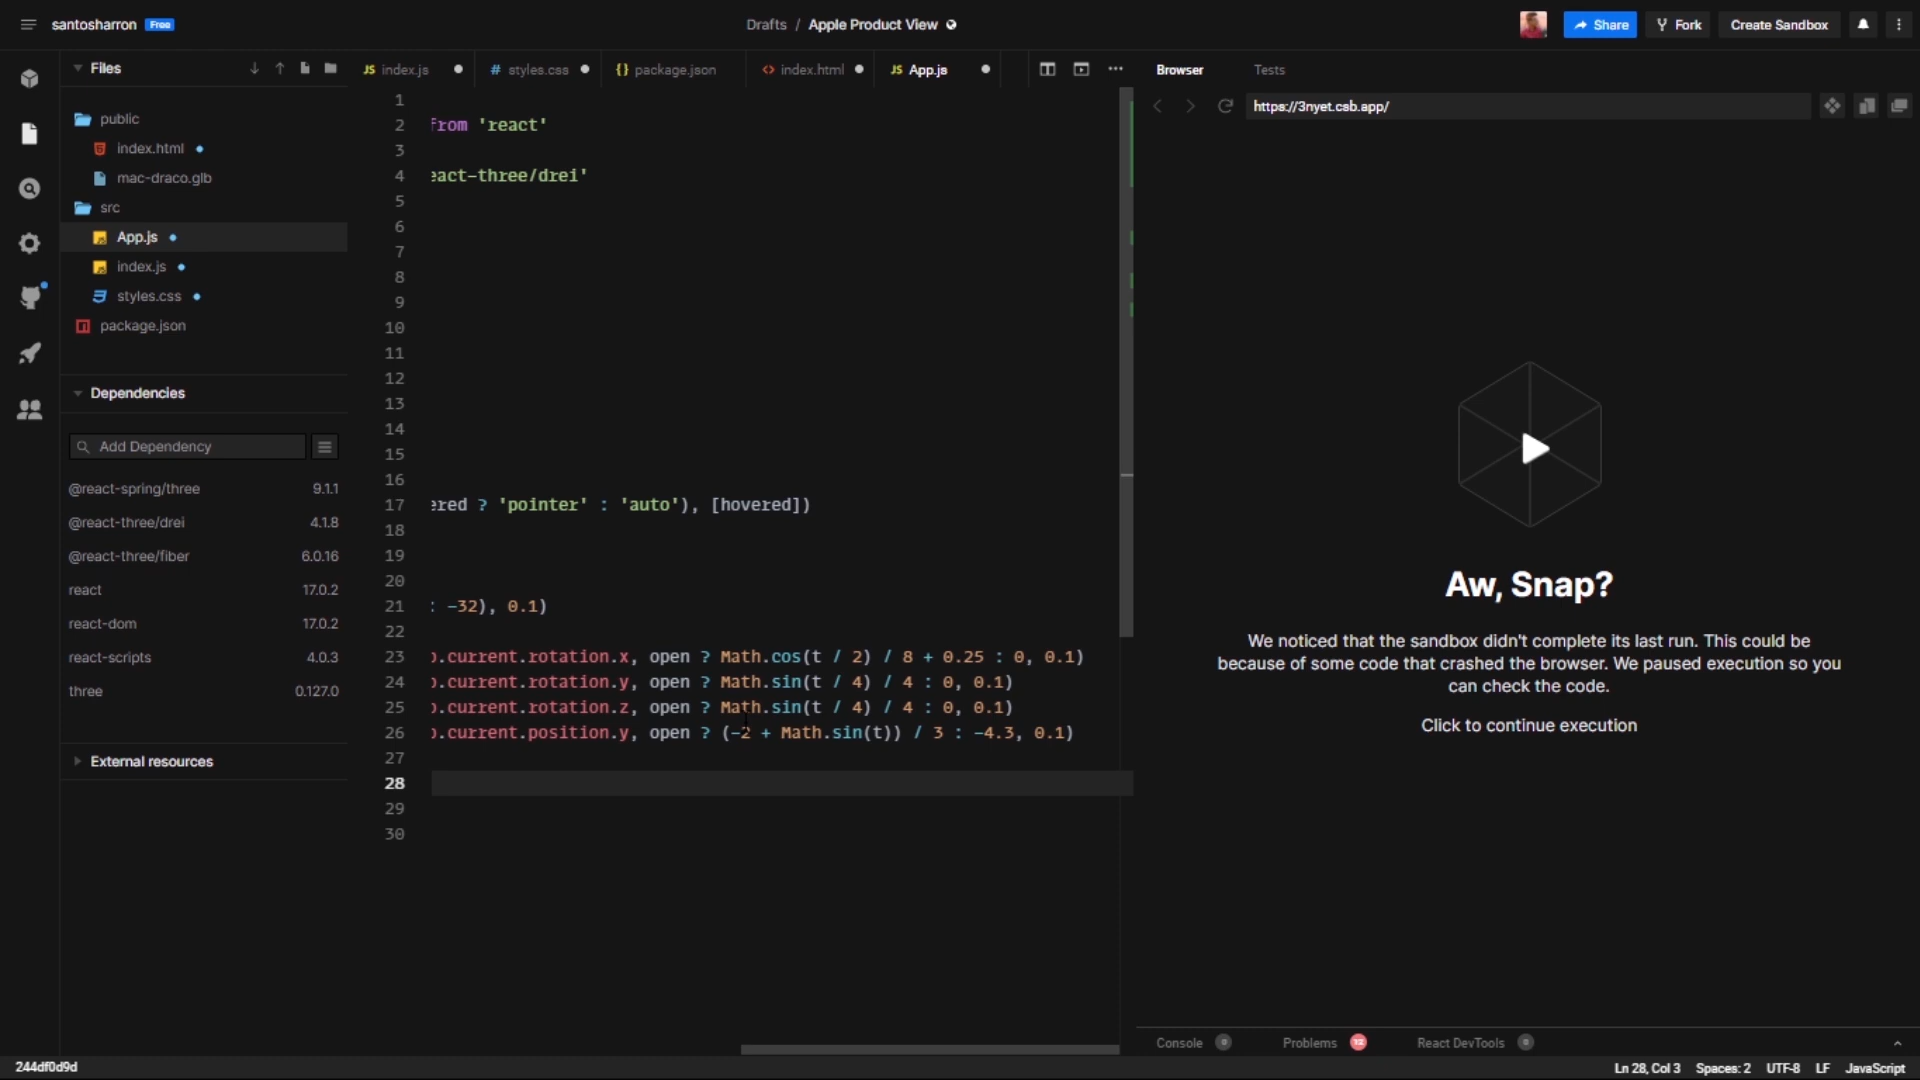 santosharron Free
Drafts / Apple Product View
Share
Fork
Create Sandbox
Files
JS index.js
# styles.css
{} package.json
<> index.html
JS App.js
Browser
Tests
https://3nyet.csb.app/
public
index.html
mac-draco.glb
src
App.js
index.js
styles.css
package.json
Dependencies
Add Dependency
@react-spring/three 9.1.1
@react-three/drei 4.1.8
@react-three/fiber 6.0.16
react 17.0.2
react-dom 17.0.2
react-scripts 4.0.3
three 0.127.0
External resources
1
2 from 'react'
3
4 eact-three/drei'
5
6
7
8
9
10
11
12
13
14
15
16
17 ered ? 'pointer' : 'auto'), [hovered])
18
19
20
21 : -32), 0.1)
22
23 p.current.rotation.x, open ? Math.cos(t / 2) / 8 + 0.25 : 0, 0.1)
24 p.current.rotation.y, open ? Math.sin(t / 4) / 4 : 0, 0.1)
25 p.current.rotation.z, open ? Math.sin(t / 4) / 4 : 0, 0.1)
26 p.current.position.y, open ? (-2 + Math.sin(t)) / 3 : -4.3, 0.1)
27
28
29
30
Aw, Snap?
We noticed that the sandbox didn't complete its last run. This could be
because of some code that crashed the browser. We paused execution so you
can check the code.
Click to continue execution
Console 0
Problems 12
React DevTools 0
244df0d9d
Ln 28, Col 3 Spaces: 2 UTF-8 LF JavaScript